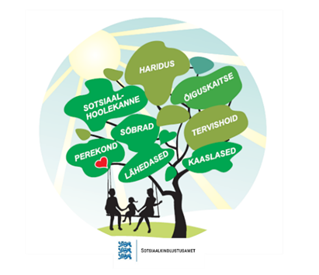 HARIDUS
SOTSIAAL-
HOOLEKANNE
ÕIGUSKAITSE
SÕBRAD
TERVISHOID
PEREKOND
LÄHEDASED
KAASLASED
SOTSIAALKINDLUSTUSAMET